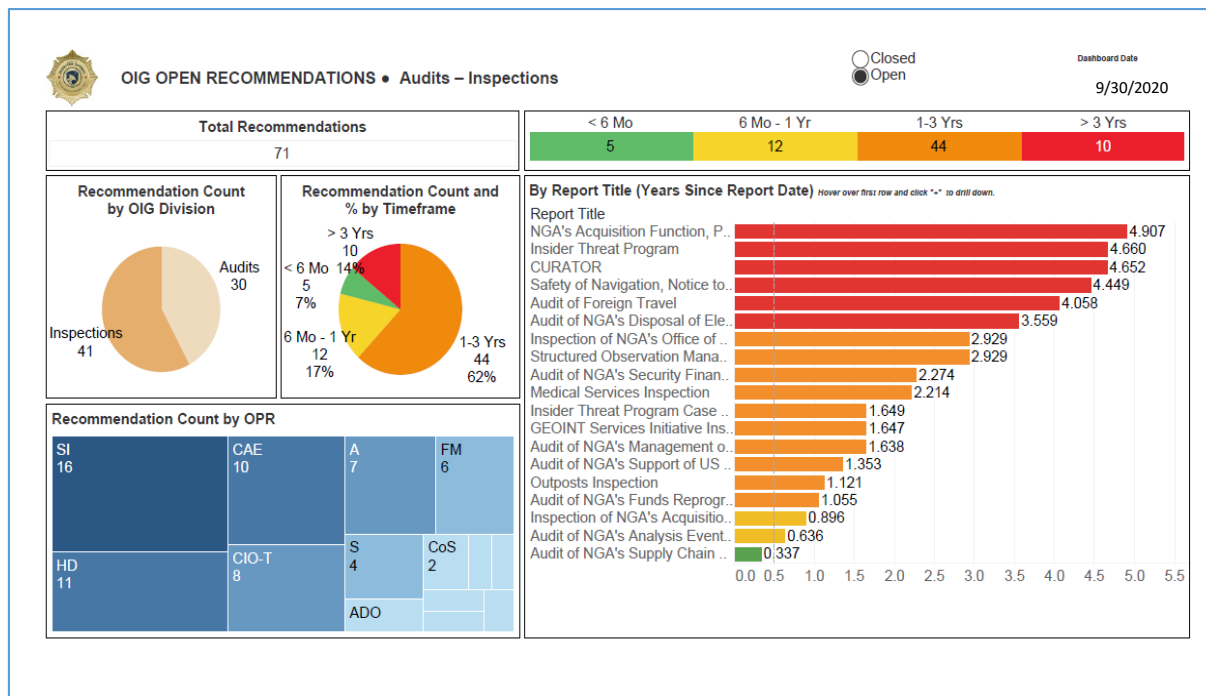 OIG OPEN RECOMMENDATIONS ● Audits – Inspections
Closed
Open
Dashboard Date
9/30/2020
Total Recommendations
71
< 6 Mo 6 Mo - 1 Yr 1-3 Yrs > 3 Yrs
5 12 44 10
Recommendation Count
by OIG Division
Audits
30
Inspections
41
Recommendation Count and
% by Timeframe
> 3 Yrs
10
14%
< 6 Mo
5
7%
6 Mo - 1 Yr
12
17%
1-3 Yrs
44
62%
Recommendation Count by OPR
SI
16
HD
11
CAE
10
CIO-T
8
A
7
FM
6
S
4
CoS
2
ADO
By Report Title (Years Since Report Date) Hover over first row and click "+" to drill down.
Report Title
NGA's Acquisition Function, P.. 4.907
Insider Threat Program 4.660
CURATOR 4.652
Safety of Navigation, Notice to.. 4.449
Audit of Foreign Travel 4.058
Audit of NGA's Disposal of Ele.. 3.559
Inspection of NGA's Office of .. 2.929
Structured Observation Mana.. 2.929
Audit of NGA's Security Finan.. 2.274
Medical Services Inspection 2.214
Insider Threat Program Case .. 1.649
GEOINT Services Initiative Ins.. 1.647
Audit of NGA's Management o.. 1.638
Audit of NGA's Support of US .. 1.353
Outposts Inspection 1.121
Audit of NGA's Funds Reprogr.. 1.055
Inspection of NGA's Acquisitio.. 0.896
Audit of NGA's Analysis Event.. 0.636
Audit of NGA's Supply Chain .. 0.337
0.0 0.5 1.0 1.5 2.0 2.5 3.0 3.5 4.0 4.5 5.0 5.5